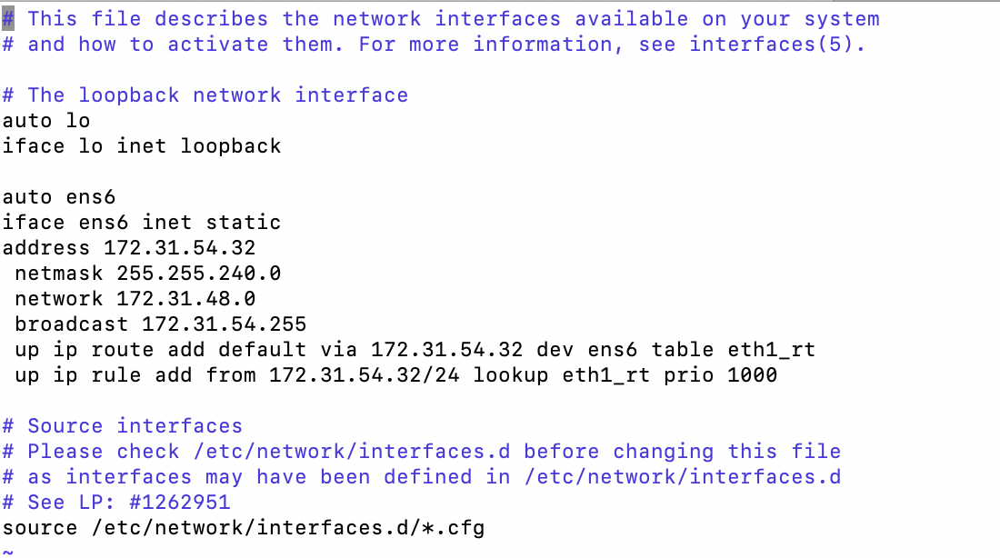 # This file describes the network interfaces available on your system
# and how to activate them. For more information, see interfaces(5).

# The loopback network interface
auto lo
iface lo inet loopback

auto ens6
iface ens6 inet static
address 172.31.54.32
 netmask 255.255.240.0
 network 172.31.48.0
 broadcast 172.31.54.255
 up ip route add default via 172.31.54.32 dev ens6 table eth1_rt
 up ip rule add from 172.31.54.32/24 lookup eth1_rt prio 1000

# Source interfaces
# Please check /etc/network/interfaces.d before changing this file
# as interfaces may have been defined in /etc/network/interfaces.d
# See LP: #1262951
source /etc/network/interfaces.d/*.cfg
~